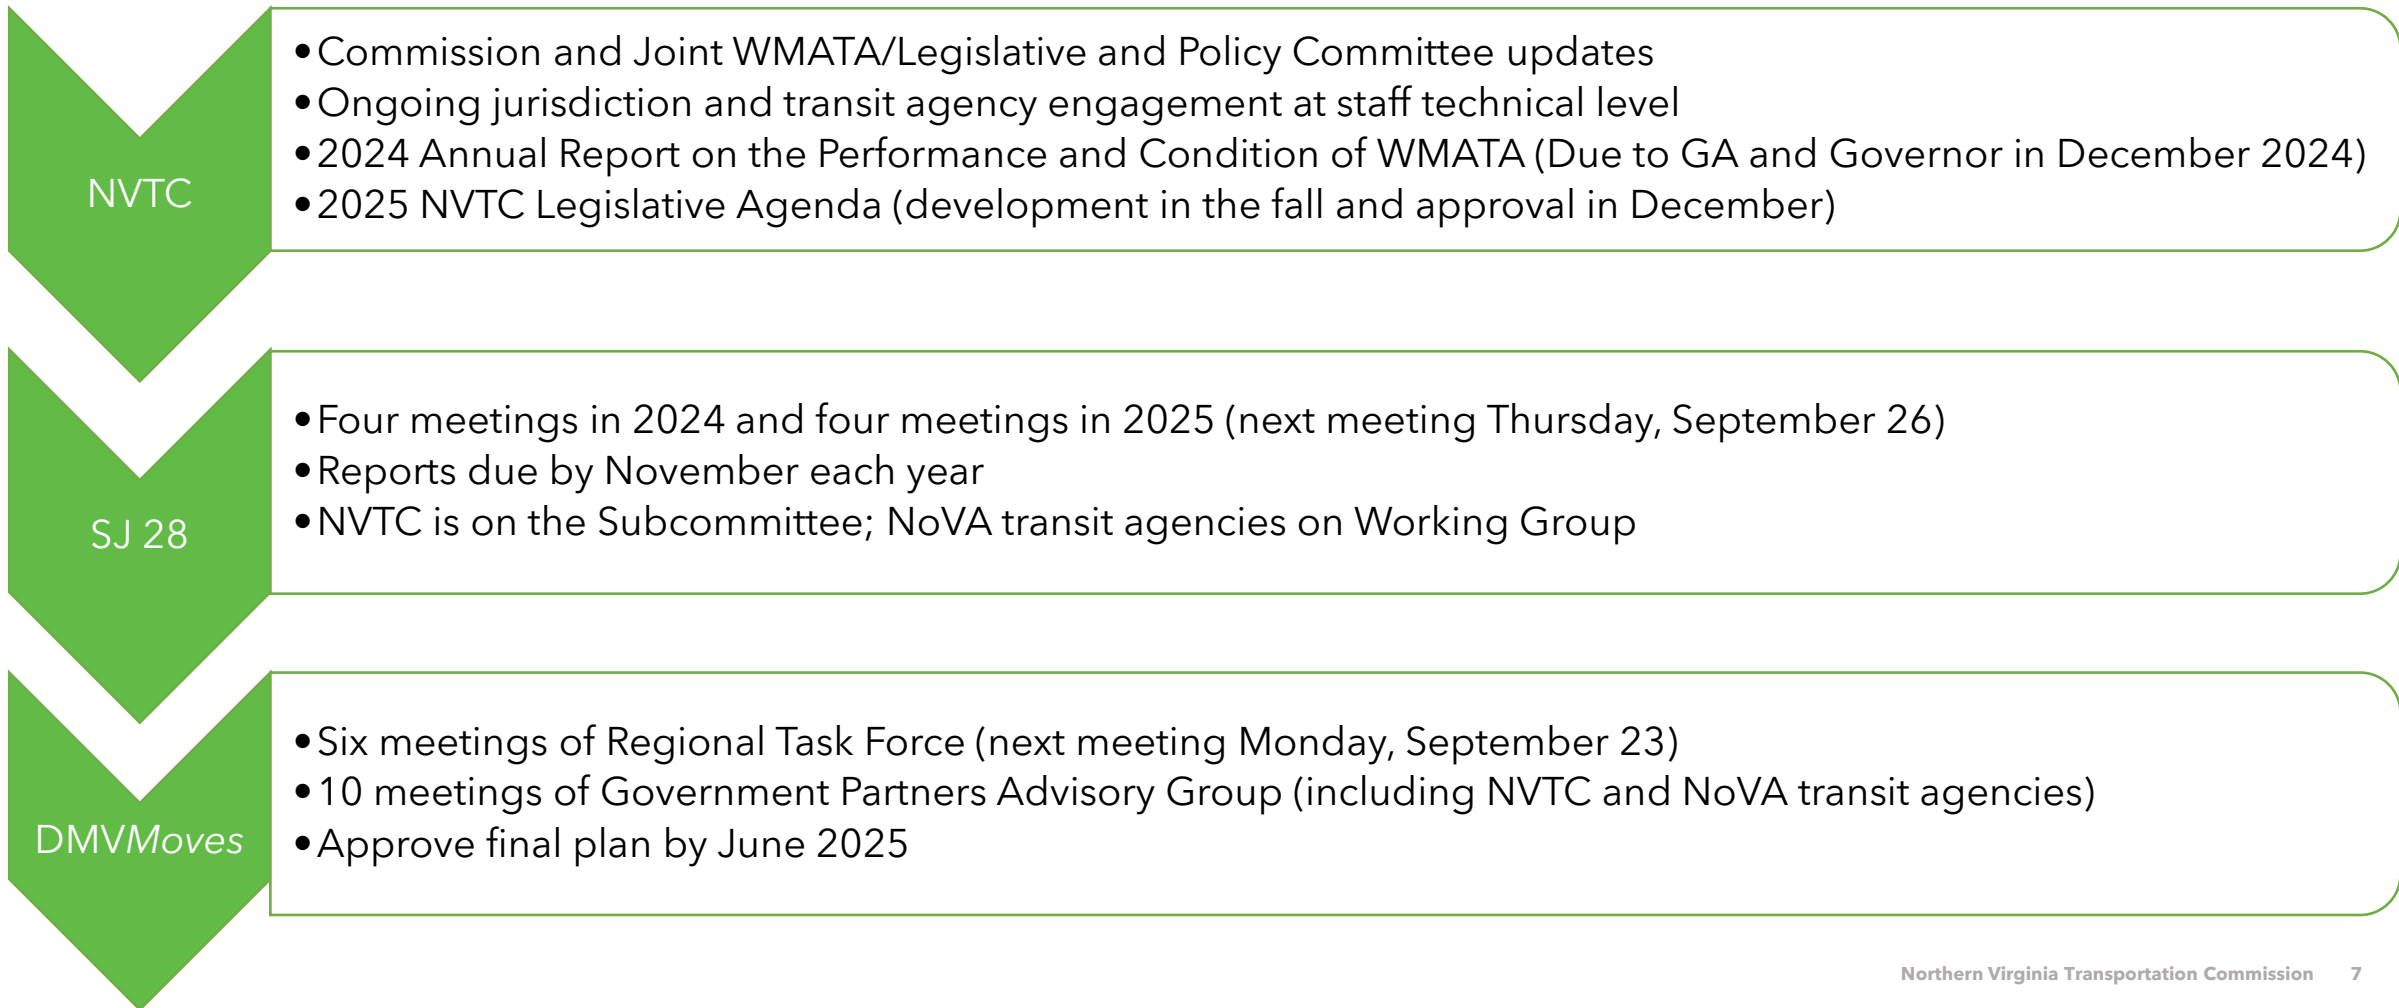 NVTC
•Commission and Joint WMATA/Legislative and Policy Committee updates
•Ongoing jurisdiction and transit agency engagement at staff technical level
•2024 Annual Report on the Performance and Condition of WMATA (Due to GA and Governor in December 2024)
•2025 NVTC Legislative Agenda (development in the fall and approval in December)
SJ 28
•Four meetings in 2024 and four meetings in 2025 (next meeting Thursday, September 26)
•Reports due by November each year
•NVTC is on the Subcommittee; NoVA transit agencies on Working Group
DMVMoves
•Six meetings of Regional Task Force (next meeting Monday, September 23)
•10 meetings of Government Partners Advisory Group (including NVTC and NoVA transit agencies)
•Approve final plan by June 2025
Northern Virginia Transportation Commission 7